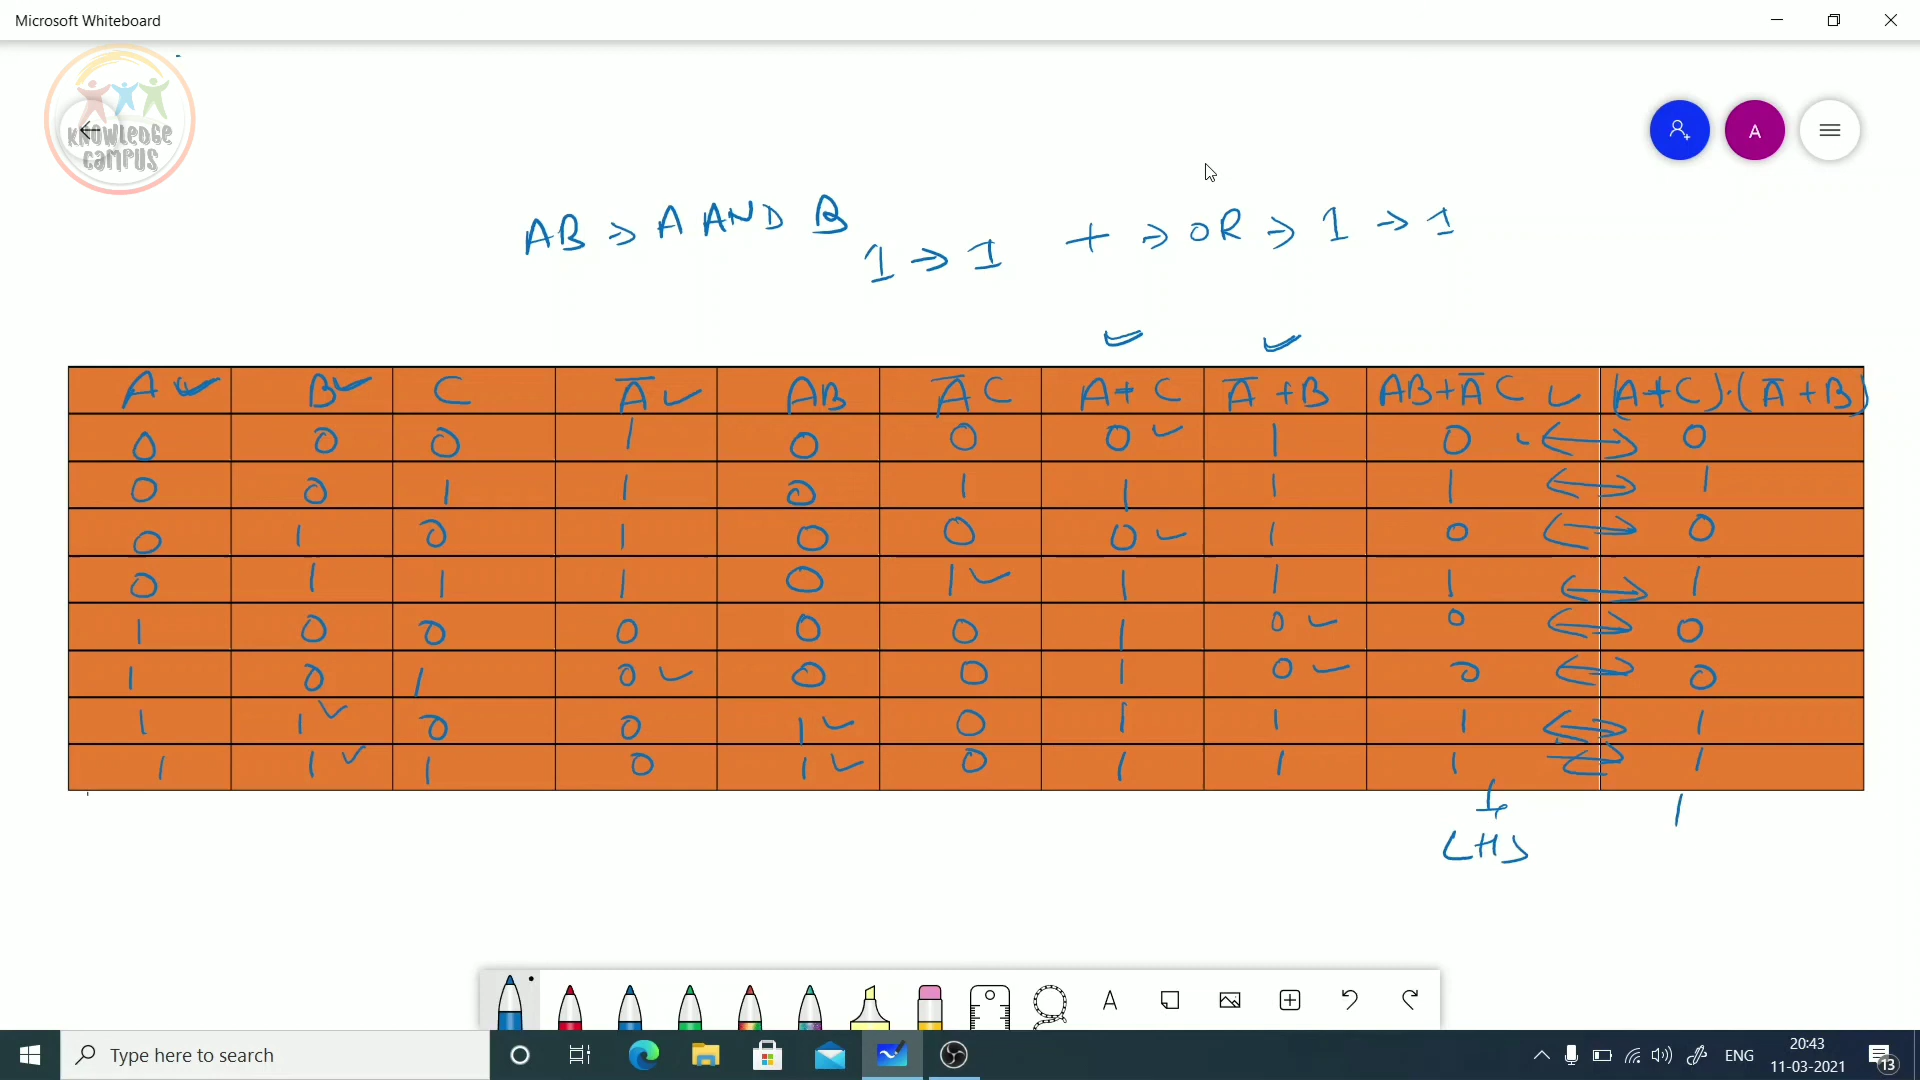 Microsoft Whiteboard
KNOWLEDGE
CAMPUS
A
AB ⇒ A AND B
1 ⇒ 1
+ ⇒ OR ⇒ 1 → 1
A B C A̅ AB A̅C A+C A̅+B AB+A̅C (A+C)·(A̅+B)
0 0 0 1 0 0 0 1 0 0
0 0 1 1 0 1 1 1 1 1
0 1 0 1 0 0 0 1 0 0
0 1 1 1 0 1 1 1 1 1
1 0 0 0 0 0 1 0 0 0
1 0 1 0 0 0 1 0 0 0
1 1 0 0 1 0 1 1 1 1
1 1 1 0 1 0 1 1 1 1
1 1
LHS
A
Type here to search
ENG
20:43
11-03-2021
13